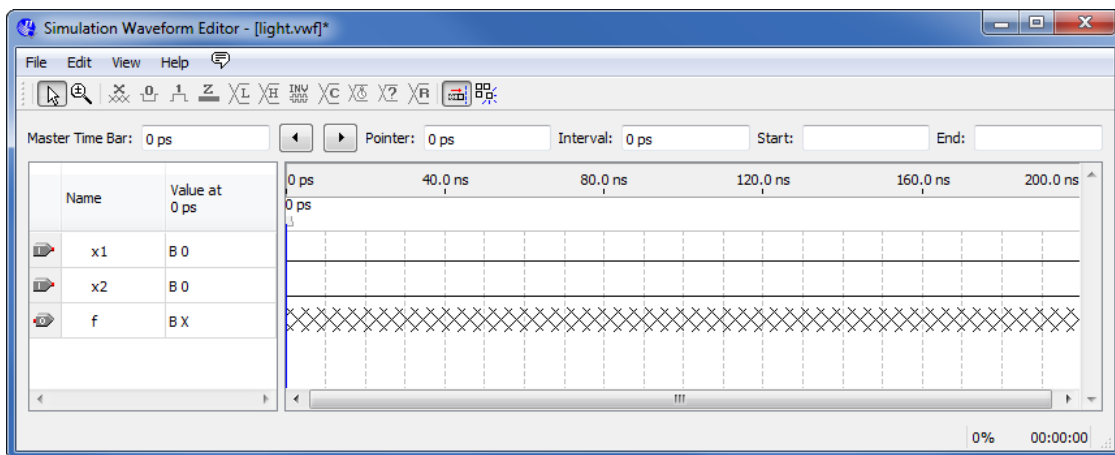 Simulation Waveform Editor - [light.vwf]*
File Edit View Help
Master Time Bar: 0 ps Pointer: 0 ps Interval: 0 ps Start: End:
Name Value at 0 ps
0 ps 40.0 ns 80.0 ns 120.0 ns 160.0 ns 200.0 ns
0 ps
x1 B 0
x2 B 0
f B X
0% 00:00:00